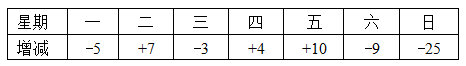 星期 一 二 三 四 五 六 日
增减 −5 +7 −3 +4 +10 −9 −25